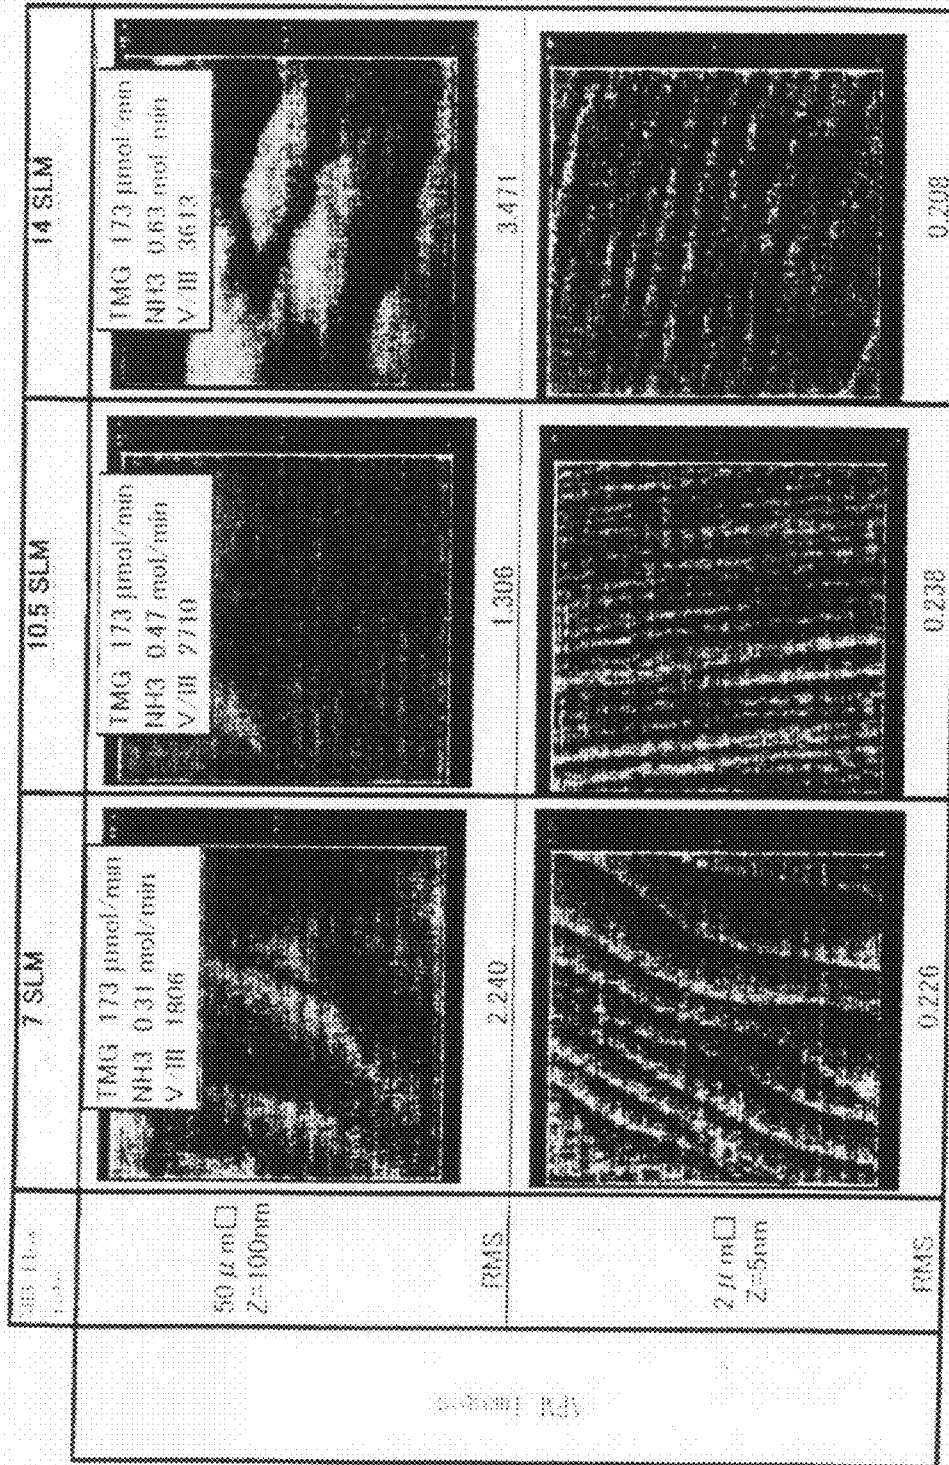 7 SLM
10.5 SLM
14 SLM
50 μm□
Z=100nm
TMG 173 μmol/min
NH3 0.31 mol/min
V/III 1806
TMG 173 μmol/min
NH3 0.47 mol/min
V/III 2710
TMG 173 μmol/min
NH3 0.63 mol/min
V/III 3613
RMS
2.240
1.306
3.471
2 μm□
Z=5nm
RMS
0.226
0.238
0.208